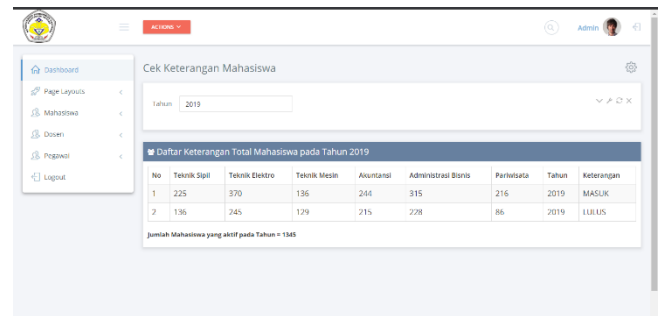 ACTIONS
Admin
Dashboard
Page Layouts
Mahasiswa
Dosen
Pegawai
Logout
Cek Keterangan Mahasiswa
Tahun 2019
Daftar Keterangan Total Mahasiswa pada Tahun 2019
No Teknik Sipil Teknik Elektro Teknik Mesin Akuntansi Administrasi Bisnis Pariwisata Tahun Keterangan
1 225 370 136 244 315 216 2019 MASUK
2 136 245 129 215 228 86 2019 LULUS
Jumlah Mahasiswa yang aktif pada Tahun = 1345